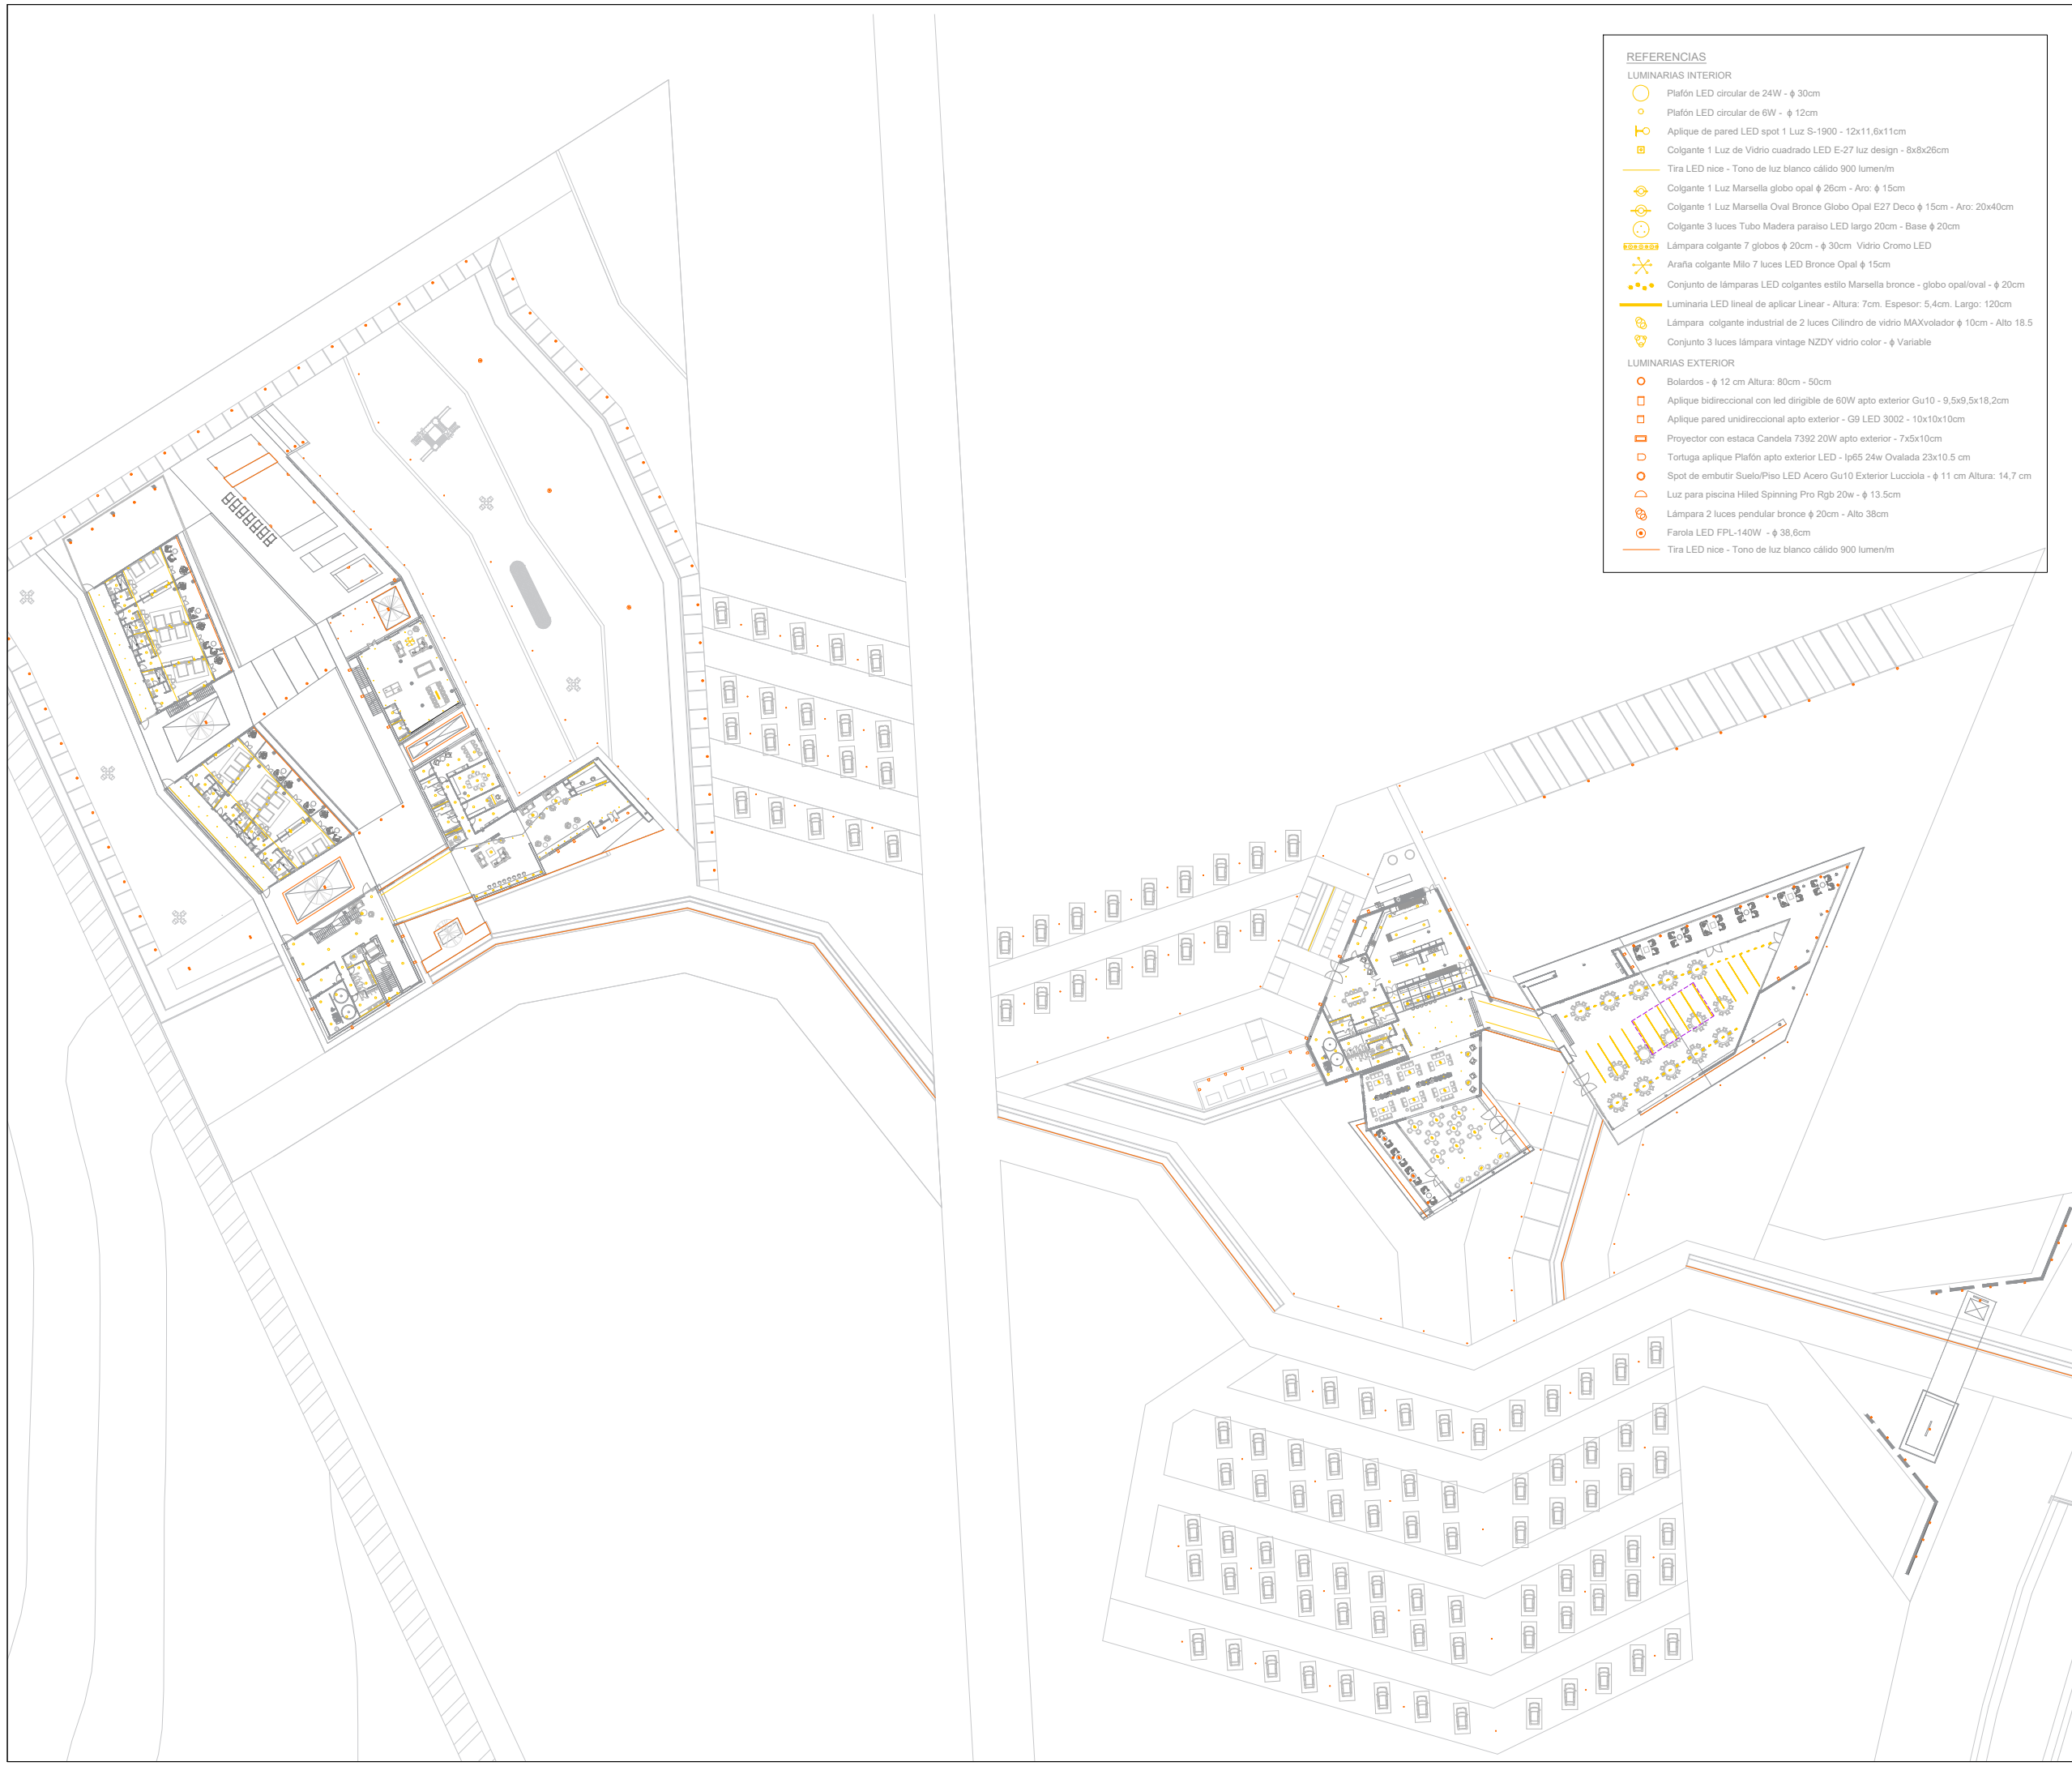 REFERENCIAS
LUMINARIAS INTERIOR
Plafón LED circular de 24W - ϕ 30cm
Plafón LED circular de 6W - ϕ 12cm
Aplique de pared LED spot 1 Luz S-1900 - 12x11,6x11cm
Colgante 1 Luz de Vidrio cuadrado LED E-27 luz design - 8x8x26cm
Tira LED nice - Tono de luz blanco cálido 900 lumen/m
Colgante 1 Luz Marsella globo opal ϕ 26cm - Aro: ϕ 15cm
Colgante 1 Luz Marsella Oval Bronce Globo Opal E27 Deco ϕ 15cm - Aro: 20x40cm
Colgante 3 luces Tubo Madera paraiso LED largo 20cm - Base ϕ 20cm
Lámpara colgante 7 globos ϕ 20cm - ϕ 30cm Vidrio Cromo LED
Araña colgante Milo 7 luces LED Bronce Opal ϕ 15cm
Conjunto de lámparas LED colgantes estilo Marsella bronce - globo opal/oval - ϕ 20cm
Luminaria LED lineal de aplicar Linear - Altura: 7cm. Espesor: 5,4cm. Largo: 120cm
Lámpara colgante industrial de 2 luces Cilindro de vidrio MAXvolador ϕ 10cm - Alto 18.5
Conjunto 3 luces lámpara vintage NZDY vidrio color - ϕ Variable
LUMINARIAS EXTERIOR
Bolardos - ϕ 12 cm Altura: 80cm - 50cm
Aplique bidireccional con led dirigible de 60W apto exterior Gu10 - 9,5x9,5x18,2cm
Aplique pared unidireccional apto exterior - G9 LED 3002 - 10x10x10cm
Proyector con estaca Candela 7392 20W apto exterior - 7x5x10cm
Tortuga aplique Plafón apto exterior LED - Ip65 24w Ovalada 23x10.5 cm
Spot de embutir Suelo/Piso LED Acero Gu10 Exterior Lucciola - ϕ 11 cm Altura: 14,7 cm
Luz para piscina Hiled Spinning Pro Rgb 20w - ϕ 13.5cm
Lámpara 2 luces pendular bronce ϕ 20cm - Alto 38cm
Farola LED FPL-140W - ϕ 38,6cm
Tira LED nice - Tono de luz blanco cálido 900 lumen/m